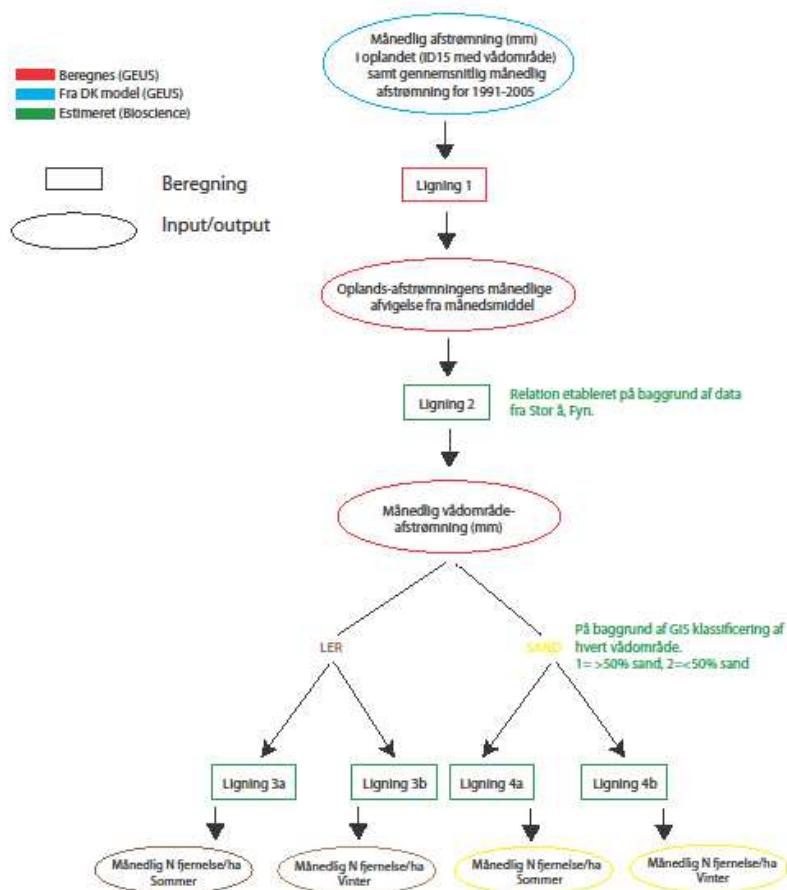 Månedlig afstrømning (mm)
I oplandet (ID15 med vådområde)
samt gennemsnitlig månedlig
afstrømning for 1991-2005
Beregnes (GEUS)
Fra DK model (GEUS)
Estimeret (Bioscience)
Beregning
Input/output
Ligning 1
Oplands-afstrømningens månedlige
afvigelse fra månedsmiddel
Ligning 2
Relation etableret på baggrund af data
fra Stor å, Fyn.
Månedlig vådområde-
afstrømning (mm)
LER
SAND
På baggrund af GIS klassificering af
hvert vådområde.
1= >50% sand, 2=<50% sand
Ligning 3a
Ligning 3b
Ligning 4a
Ligning 4b
Månedlig N fjernelse/ha
Sommer
Månedlig N fjernelse/ha
Vinter
Månedlig N fjernelse/ha
Sommer
Månedlig N fjernelse/ha
Vinter